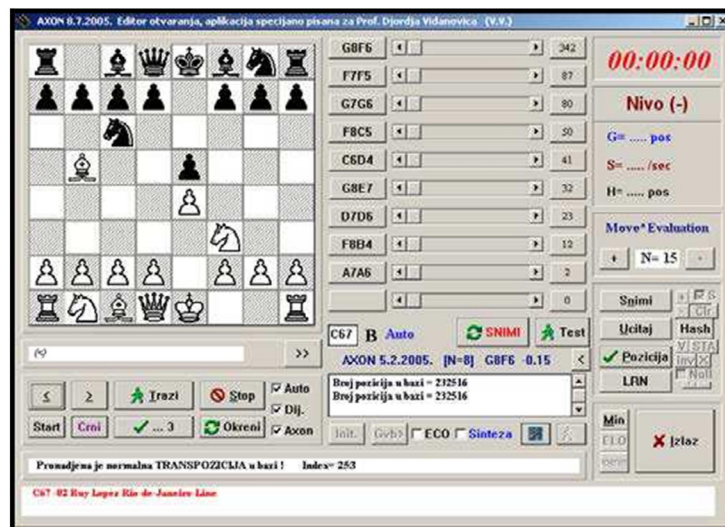 AXON 8.7.2005. Editor otvaranja, aplikacija specijano pisana za Prof. Djordja Vidanovica (V.V.)
G8F6 342
F7F5 87
G7G6 80
F8C5 50
C6D4 41
G8E7 32
D7D6 23
F8B4 12
A7A6 2
0
00:00:00
Nivo (-)
G= ..... pos
S= ..... /sec
H= ..... pos
Move*Evaluation
+ N= 15 -
>>
C67 B Auto SNIMI Test
AXON 5.2.2005. [N=8] G8F6 -0.15 <
Broj pozicija u bazi = 232516
Broj pozicija u bazi = 232516
Snimi + S
Clr
Ucitaj Hash
Pozicija V STA
Inv X
LRN Null
< > Trazi Stop Auto
Dij.
Start Crni ... 3 Okreni Axon
Init. Gvb> ECO Sinteza
Min
ELO
Izlaz
Pronadjena je normalna TRANSPOZICIJA u bazi ! Index= 253
C67 -02 Ruy Lopez Rio-de-Janeiro Line